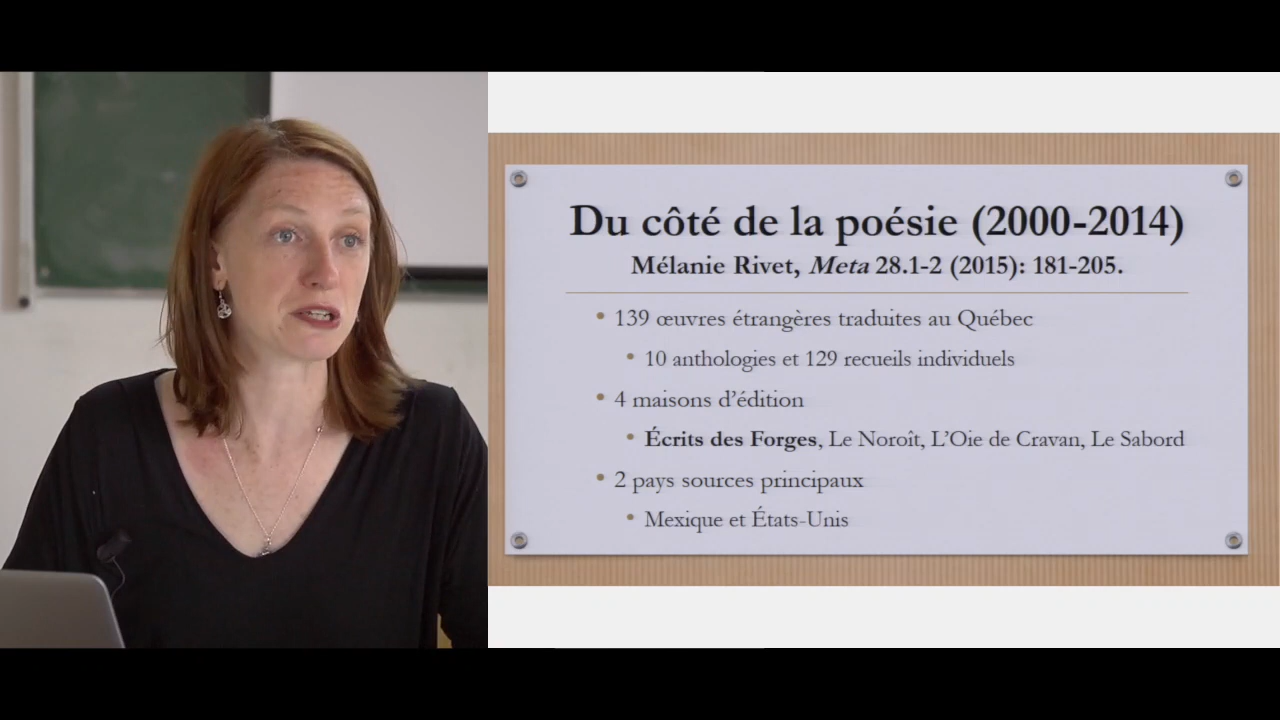 Du côté de la poésie (2000-2014)
Mélanie Rivet, Meta 28.1-2 (2015): 181-205.
• 139 œuvres étrangères traduites au Québec
• 10 anthologies et 129 recueils individuels
• 4 maisons d'édition
• Écrits des Forges, Le Noroît, L'Oie de Cravan, Le Sabord
• 2 pays sources principaux
• Mexique et États-Unis